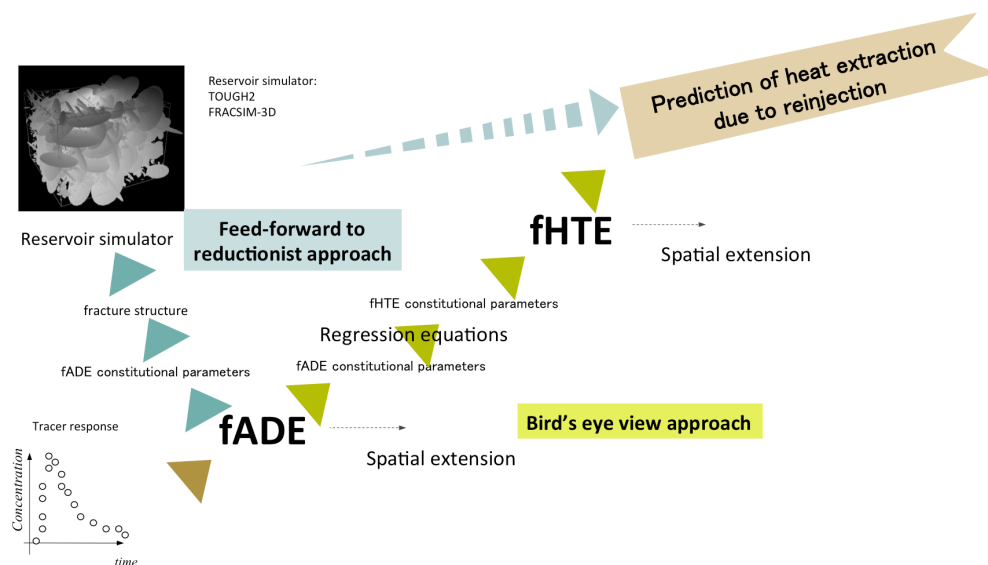 Reservoir simulator:
TOUGH2
FRACSIM-3D
Prediction of heat extraction
due to reinjection
Feed-forward to
reductionist approach
Reservoir simulator
fHTE
Spatial extension
fracture structure
fHTE constitutional parameters
Regression equations
fADE constitutional parameters
fADE constitutional parameters
Tracer response
fADE
Bird’s eye view approach
Spatial extension
Concentration
time